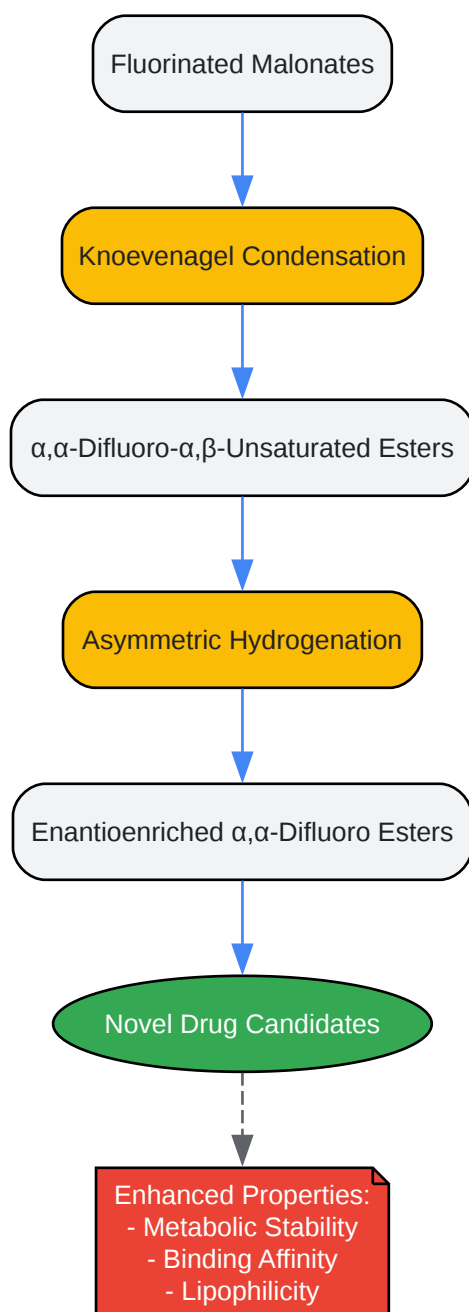 Fluorinated Malonates
Knoevenagel Condensation
α,α-Difluoro-α,β-Unsaturated Esters
Asymmetric Hydrogenation
Enantioenriched α,α-Difluoro Esters
Novel Drug Candidates
Enhanced Properties:
- Metabolic Stability
- Binding Affinity
- Lipophilicity